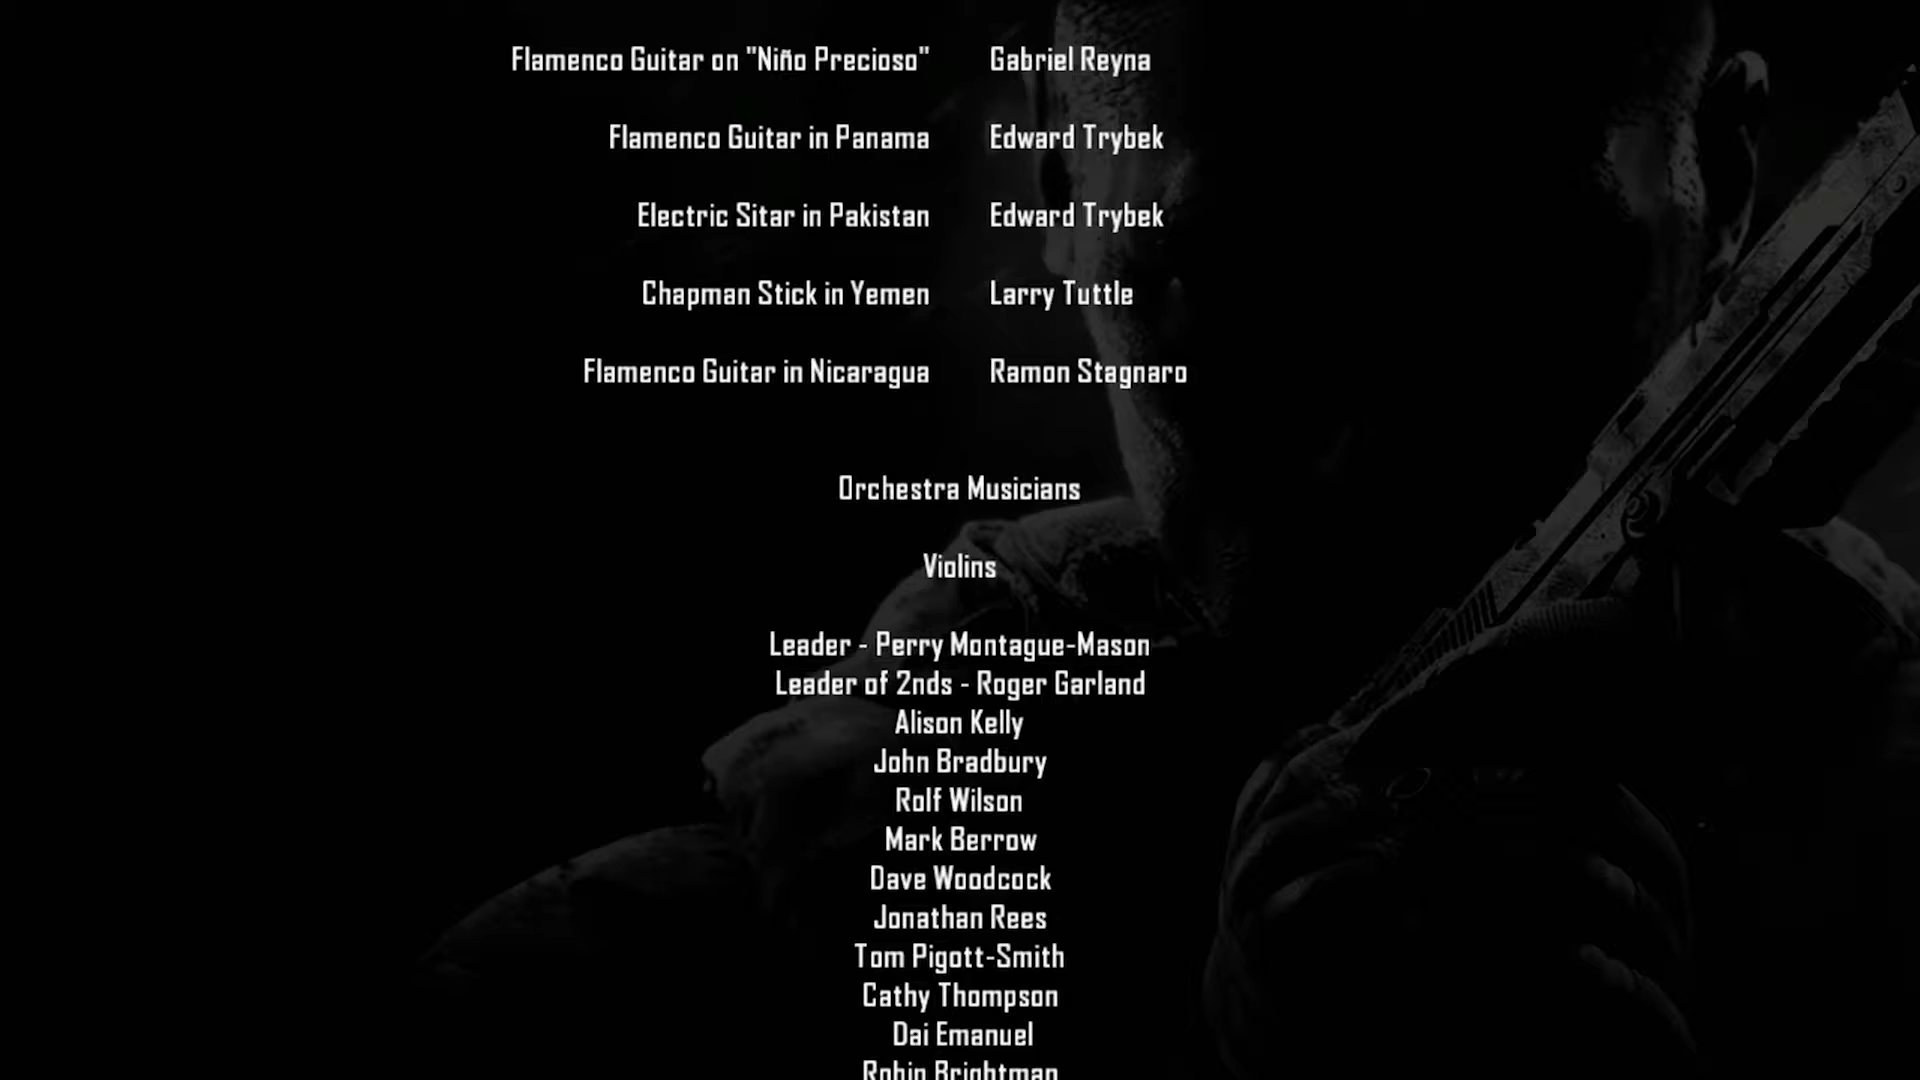 Flamenco Guitar on "Niño Precioso" Gabriel Reyna
Flamenco Guitar in Panama Edward Trybek
Electric Sitar in Pakistan Edward Trybek
Chapman Stick in Yemen Larry Tuttle
Flamenco Guitar in Nicaragua Ramon Stagnaro
Orchestra Musicians
Violins
Leader - Perry Montague-Mason
Leader of 2nds - Roger Garland
Alison Kelly
John Bradbury
Rolf Wilson
Mark Berrow
Dave Woodcock
Jonathan Rees
Tom Pigott-Smith
Cathy Thompson
Dai Emanuel
Robin Brightman